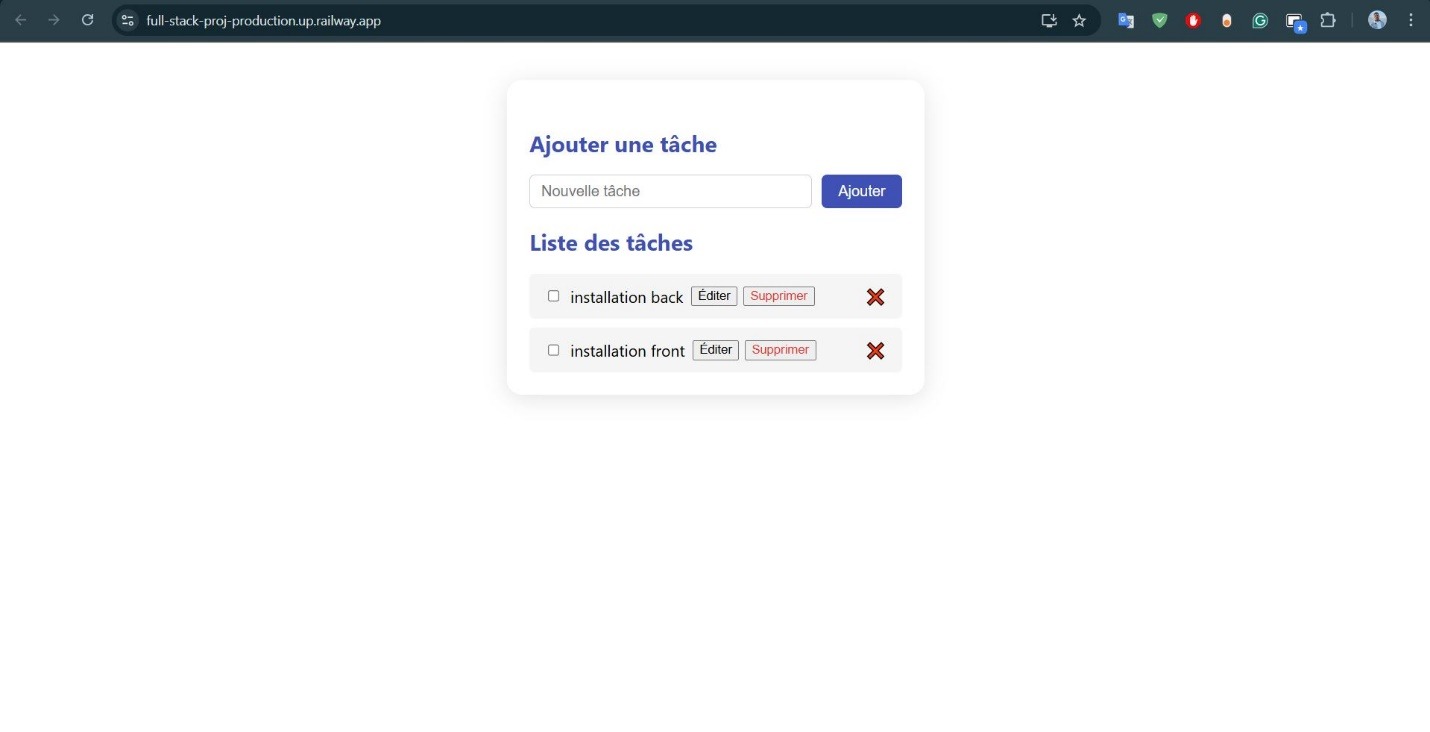 full-stack-proj-production.up.railway.app
Ajouter une tâche
Nouvelle tâche Ajouter
Liste des tâches
installation back Éditer Supprimer
installation front Éditer Supprimer